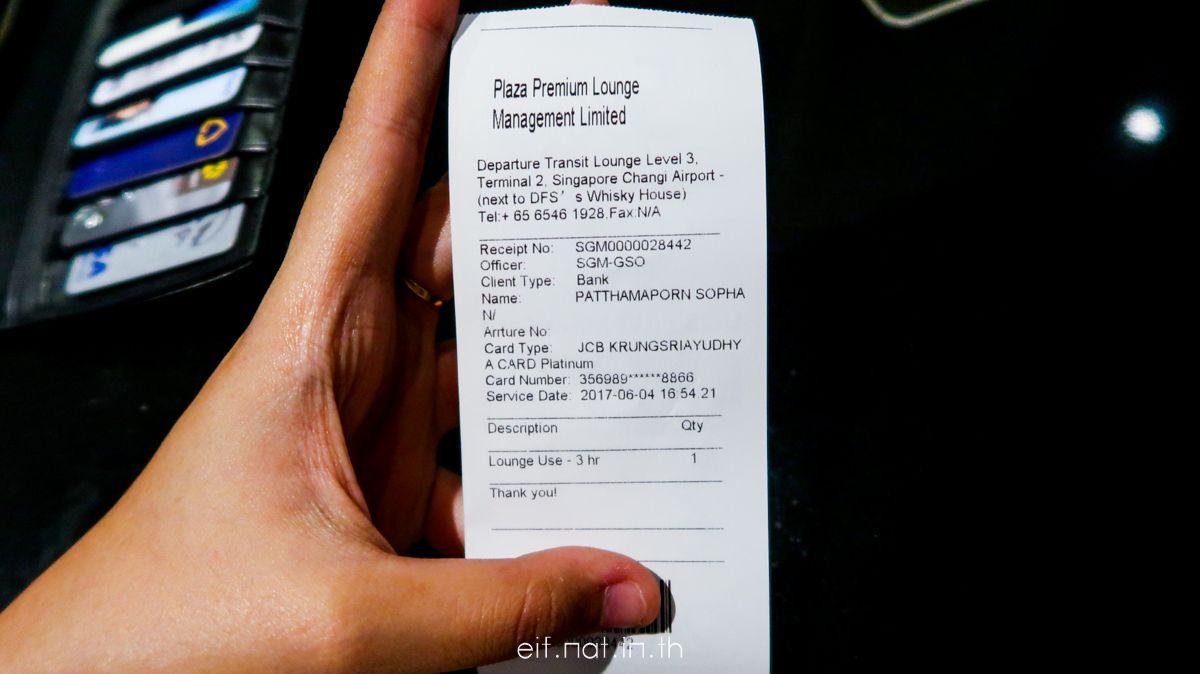 Plaza Premium Lounge
Management Limited
Departure Transit Lounge Level 3,
Terminal 2, Singapore Changi Airport -
(next to DFS's Whisky House)
Tel:+ 65 6546 1928,Fax:N/A
Receipt No: SGM0000028442
Officer: SGM-GSO
Client Type: Bank
Name: PATTHAMAPORN SOPHA
N/
Arrture No:
Card Type: JCB KRUNGSRIAYUDHY
A CARD Platinum
Card Number: 356989******8866
Service Date: 2017-06-04 16:54:21
Description Qty
Lounge Use - 3 hr 1
Thank you!
eif.nat.in.th